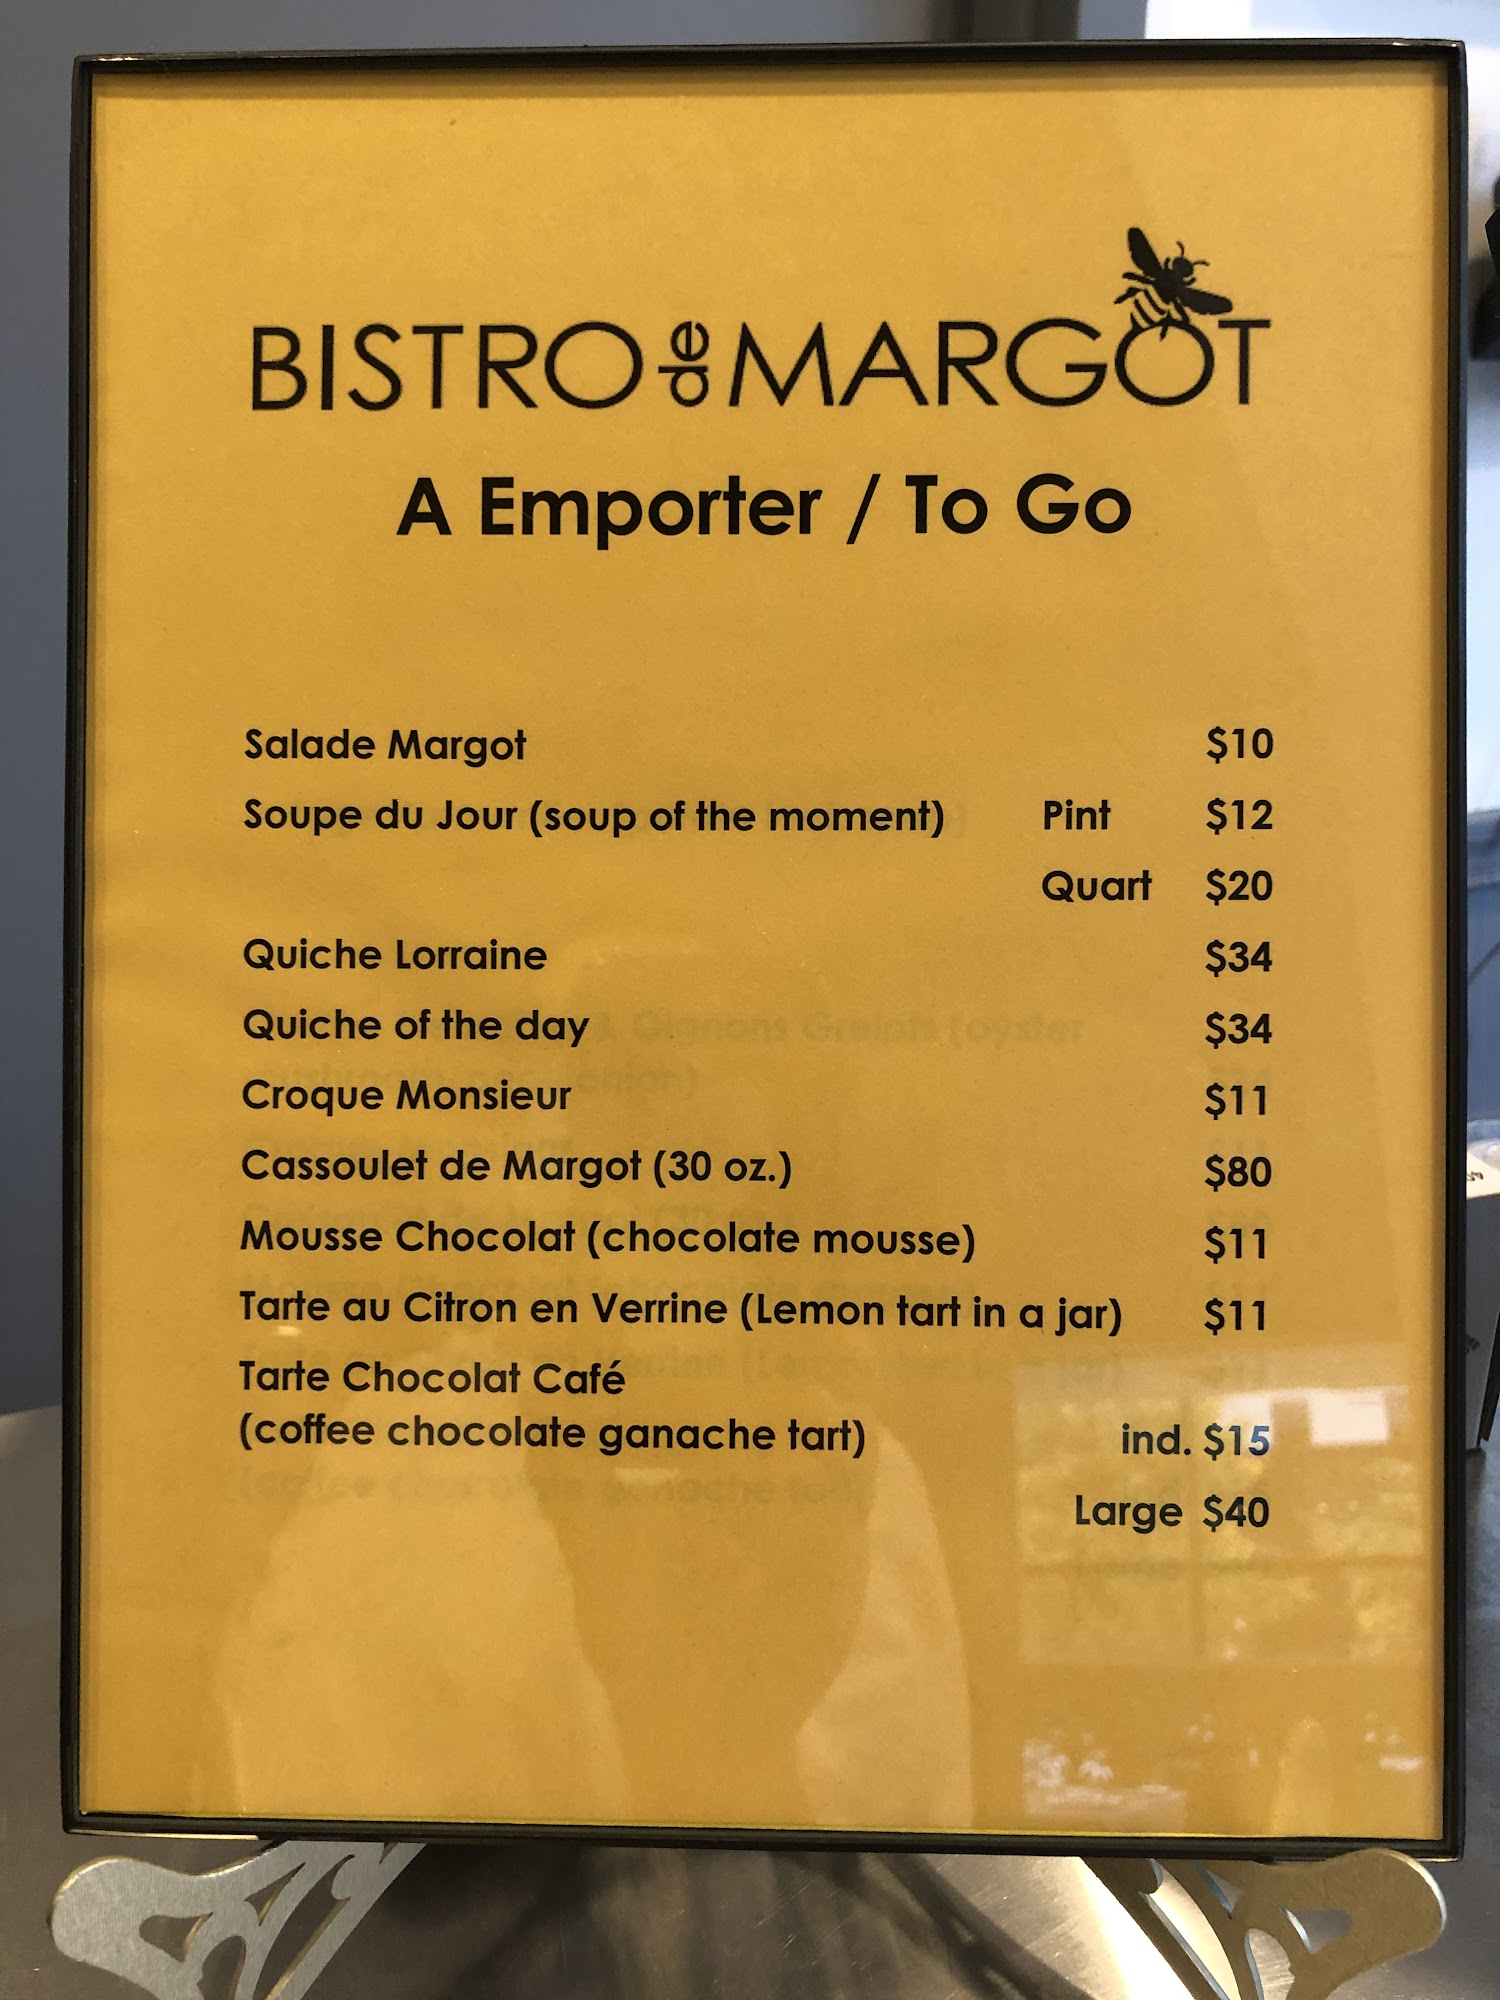 BISTRO de MARGOT
A Emporter / To Go
Salade Margot $10
Soupe du Jour (soup of the moment) Pint $12
Quart $20
Quiche Lorraine $34
Quiche of the day $34
Croque Monsieur $11
Cassoulet de Margot (30 oz.) $80
Mousse Chocolat (chocolate mousse) $11
Tarte au Citron en Verrine (Lemon tart in a jar) $11
Tarte Chocolat Café
(coffee chocolate ganache tart) ind. $15
Large $40